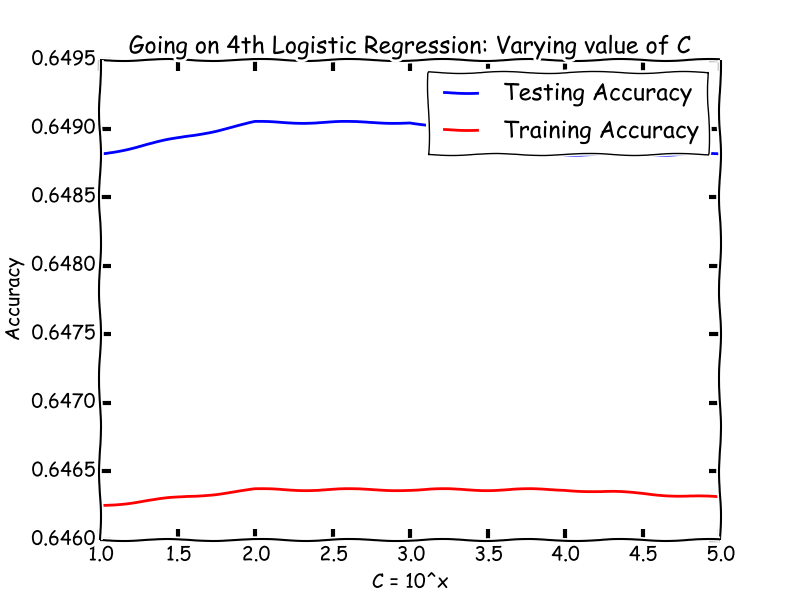 Going on 4th Logistic Regression: Varying value of C
0.6495
0.6490
0.6485
0.6480
0.6475
0.6470
0.6465
0.6460
Accuracy
Testing Accuracy
Training Accuracy
1.0 1.5 2.0 2.5 3.0 3.5 4.0 4.5 5.0
C = 10^x